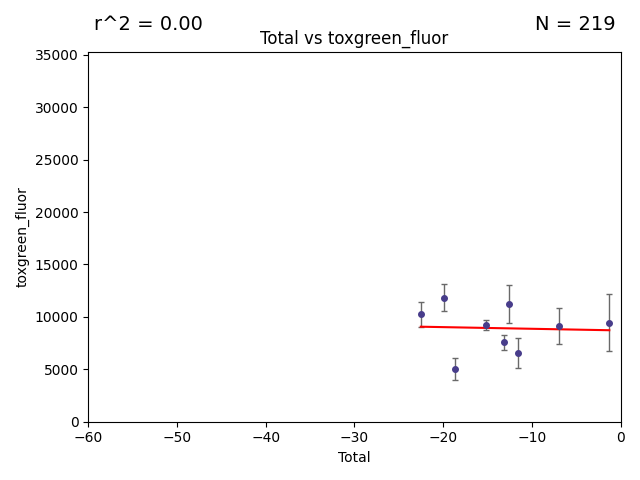 r^2 = 0.00
N = 219
Total vs toxgreen_fluor
35000
30000
25000
20000
15000
10000
5000
0
toxgreen_fluor
−60 −50 −40 −30 −20 −10 0
Total